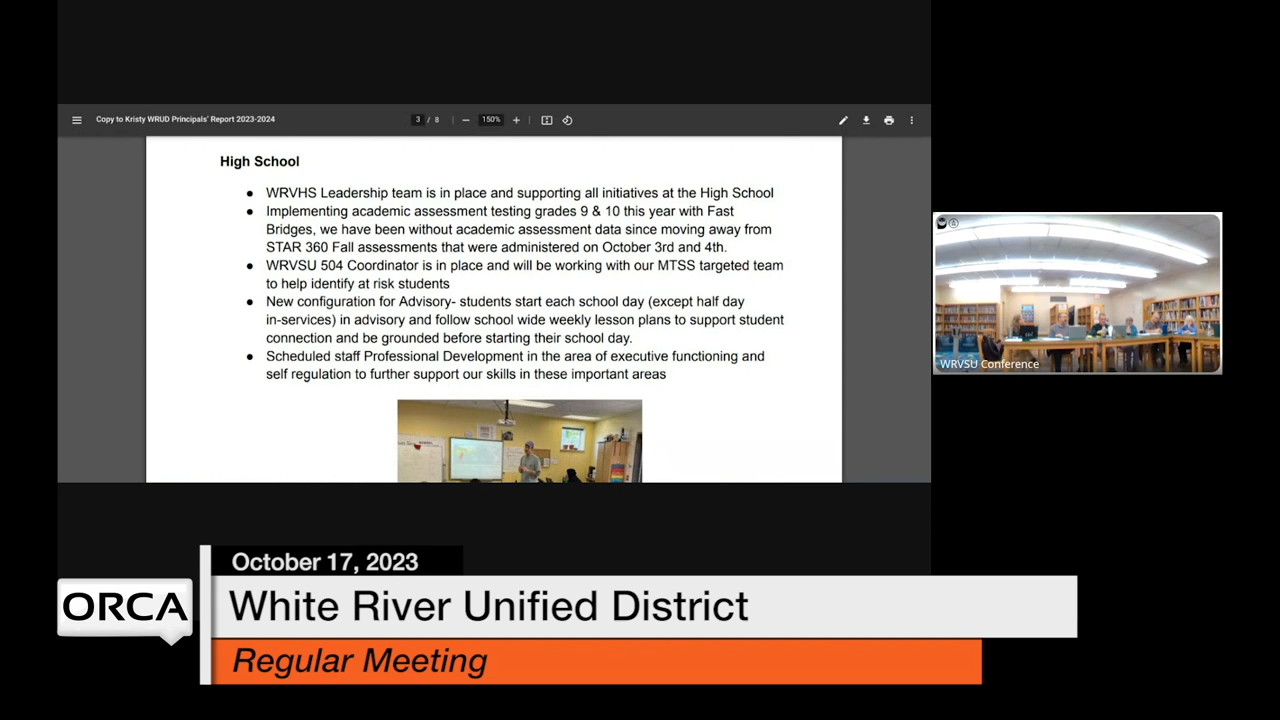 Copy to Kristy WRUD Principals' Report 2023-2024
3 / 8
150%
High School
● WRVHS Leadership team is in place and supporting all initiatives at the High School
● Implementing academic assessment testing grades 9 & 10 this year with Fast
Bridges, we have been without academic assessment data since moving away from
STAR 360 Fall assessments that were administered on October 3rd and 4th.
● WRVSU 504 Coordinator is in place and will be working with our MTSS targeted team
to help identify at risk students
● New configuration for Advisory- students start each school day (except half day
in-services) in advisory and follow school wide weekly lesson plans to support student
connection and be grounded before starting their school day.
● Scheduled staff Professional Development in the area of executive functioning and
self regulation to further support our skills in these important areas
WRVSU Conference
October 17, 2023
ORCA
White River Unified District
Regular Meeting